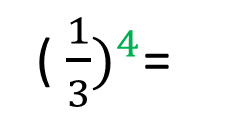 (1/3)^4 =